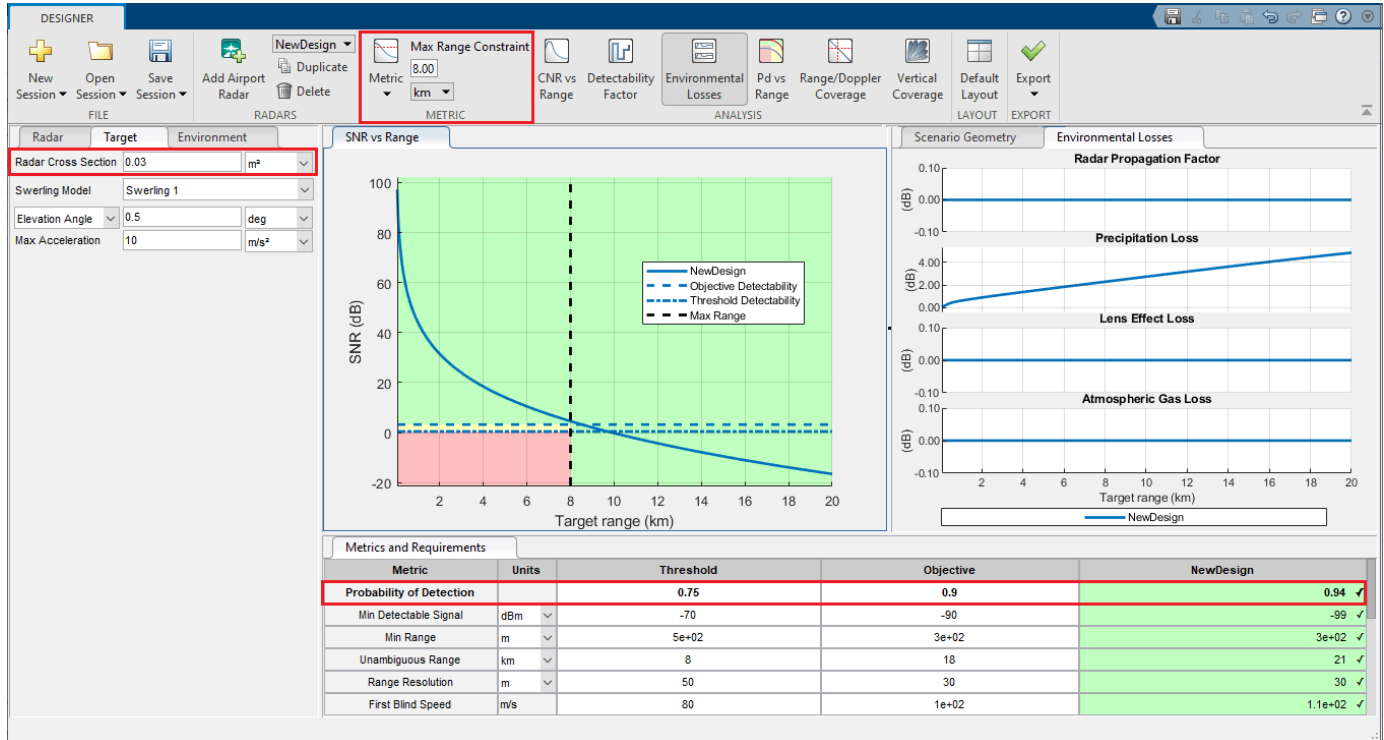 DESIGNER
New Session
Open Session
Save Session
FILE
Add Airport Radar
NewDesign
Duplicate
Delete
RADARS
Metric
Max Range Constraint
8.00
km
METRIC
CNR vs Range
Detectability Factor
Environmental Losses
Pd vs Range
Range/Doppler Coverage
Vertical Coverage
ANALYSIS
Default Layout
LAYOUT
Export
EXPORT
Radar Target Environment
Radar Cross Section 0.03 m²
Swerling Model Swerling 1
Elevation Angle 0.5 deg
Max Acceleration 10 m/s²
SNR vs Range
100
80
60
40
20
0
-20
SNR (dB)
NewDesign
Objective Detectability
Threshold Detectability
Max Range
2 4 6 8 10 12 14 16 18 20
Target range (km)
Scenario Geometry Environmental Losses
Radar Propagation Factor
0.10
0.00
-0.10
(dB)
Precipitation Loss
4.00
2.00
0.00
(dB)
Lens Effect Loss
0.10
0.00
-0.10
(dB)
Atmospheric Gas Loss
0.10
0.00
-0.10
(dB)
2 4 6 8 10 12 14 16 18 20
Target range (km)
NewDesign
Metrics and Requirements
Metric Units Threshold Objective NewDesign
Probability of Detection 0.75 0.9 0.94 ✓
Min Detectable Signal dBm -70 -90 -99 ✓
Min Range m 5e+02 3e+02 3e+02 ✓
Unambiguous Range km 8 18 21 ✓
Range Resolution m 50 30 30 ✓
First Blind Speed m/s 80 1e+02 1.1e+02 ✓